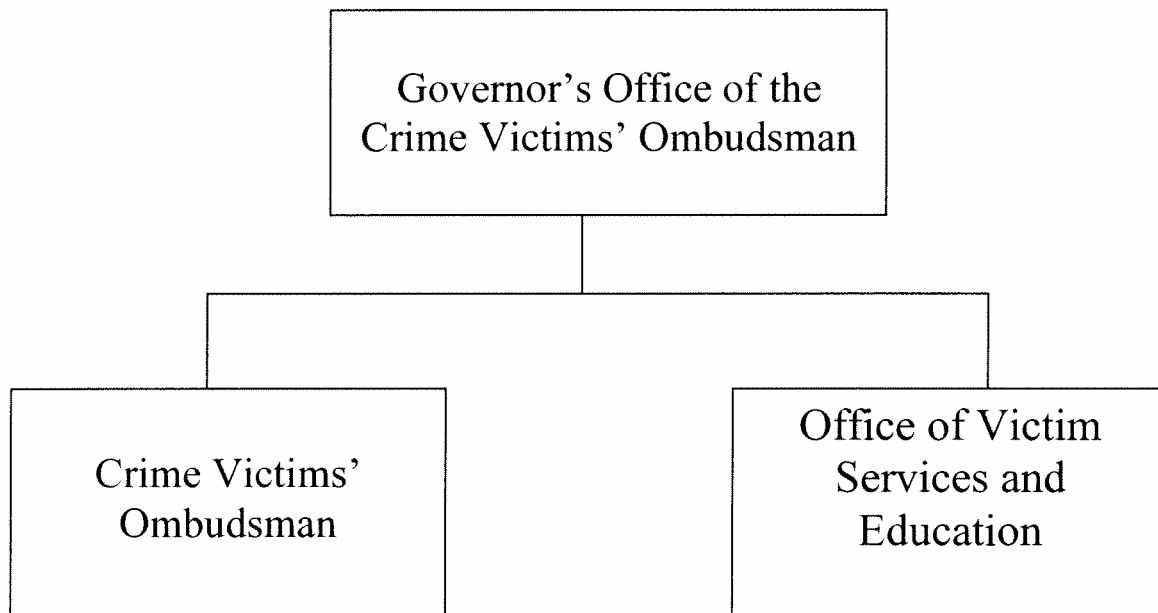 Governor’s Office of the
Crime Victims’ Ombudsman
Crime Victims’
Ombudsman
Office of Victim
Services and
Education